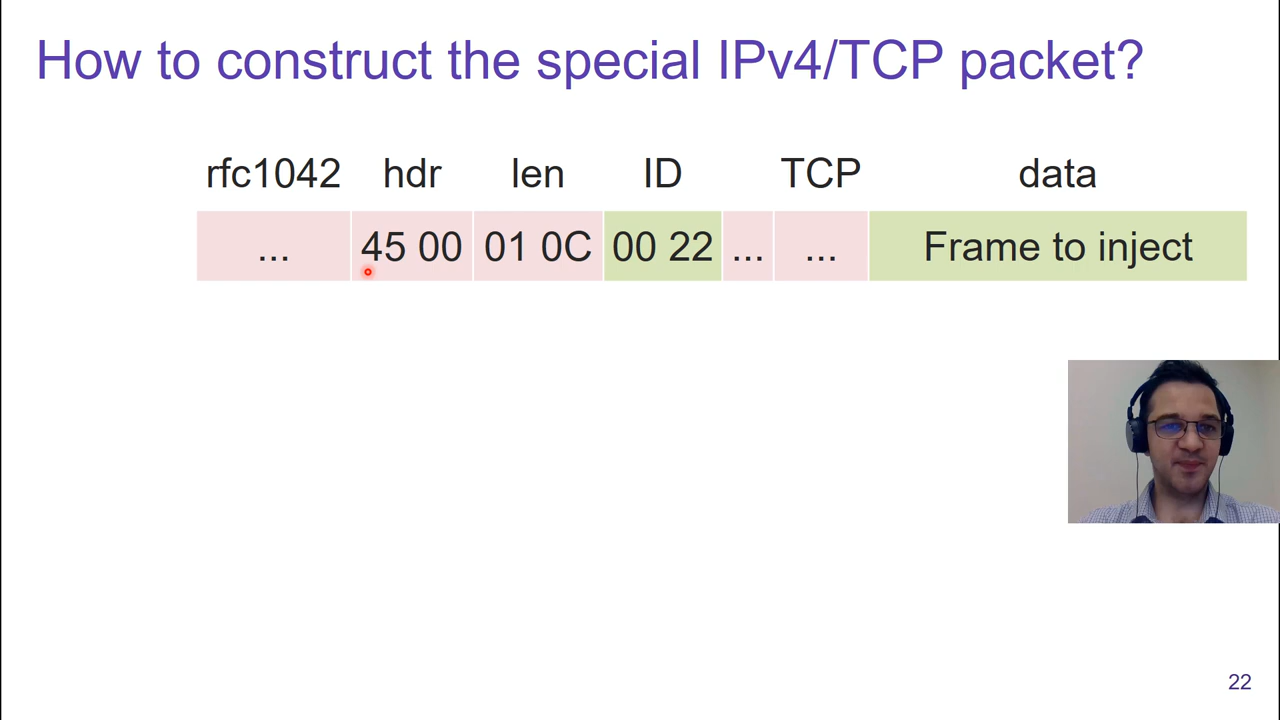 How to construct the special IPv4/TCP packet?
rfc1042 hdr len ID TCP data
... 45 00 01 0C 00 22 ... ... Frame to inject
22